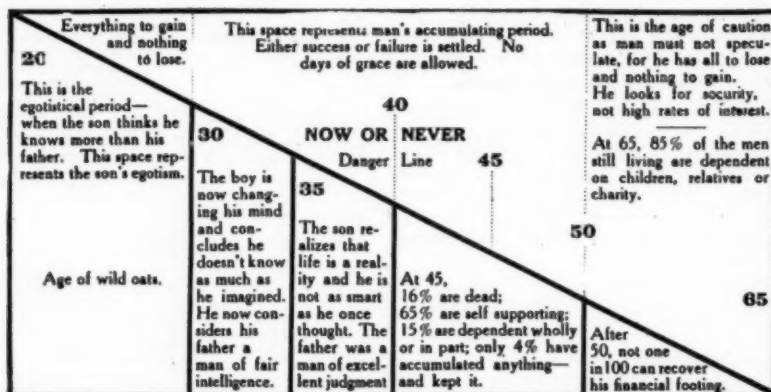 Everything to gain
and nothing
to lose.
20
This is the
egotistical period—
when the son thinks he
knows more than his
father. This space rep-
resents the son's egotism.
Age of wild oats.
This space represents man's accumulating period.
Either success or failure is settled. No
days of grace are allowed.
40
NOW OR NEVER
Danger Line
45
30
The boy is
now chang-
ing his mind
and con-
cludes he
doesn't know
as much as
he imagined.
He now con-
siders his
father a
man of fair
intelligence.
35
The son re-
alizes that
life is a real-
ity and he is
not as smart
as he once
thought. The
father was a
man of excel-
lent judgment
At 45,
16% are dead;
65% are self supporting;
15% are dependent wholly
or in part; only 4% have
accumulated anything—
and kept it.
This is the age of caution
as man must not specu-
late, for he has all to lose
and nothing to gain.
He looks for security,
not high rates of interest.
At 65, 85% of the men
still living are dependent
on children, relatives or
charity.
50
65
After
50, not one
in 100 can recover
his financial footing.